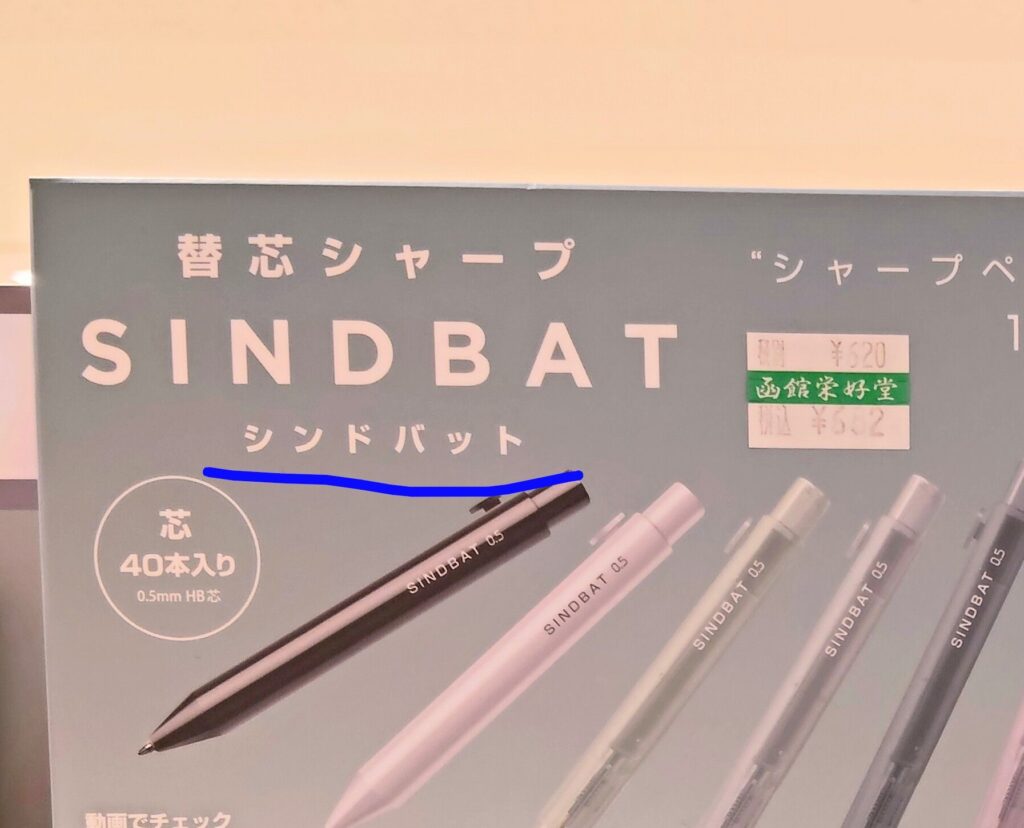 替芯シャープ
SINDBAT
シンドバット
“シャープペ
1
税別 ¥620
函館栄好堂
税込 ¥682
芯
40本入り
0.5mm HB芯
SINDBAT 0.5
SINDBAT 0.5
SINDBAT 0.5
SINDBAT 0.5
SINDBAT 0.5
動画でチェック